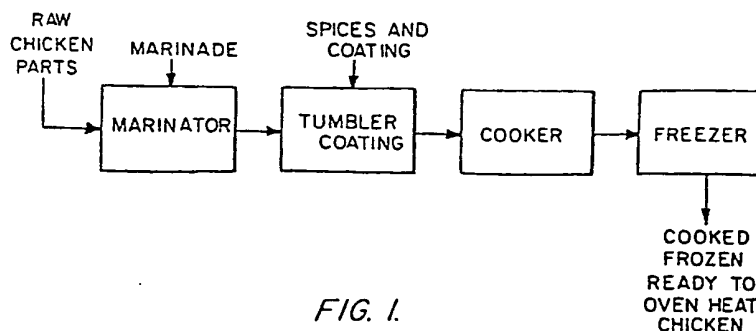 RAW
CHICKEN
PARTS
MARINADE
SPICES AND
COATING
MARINATOR
TUMBLER
COATING
COOKER
FREEZER
COOKED
FROZEN
READY TO
OVEN HEAT
CHICKEN
FIG. 1.